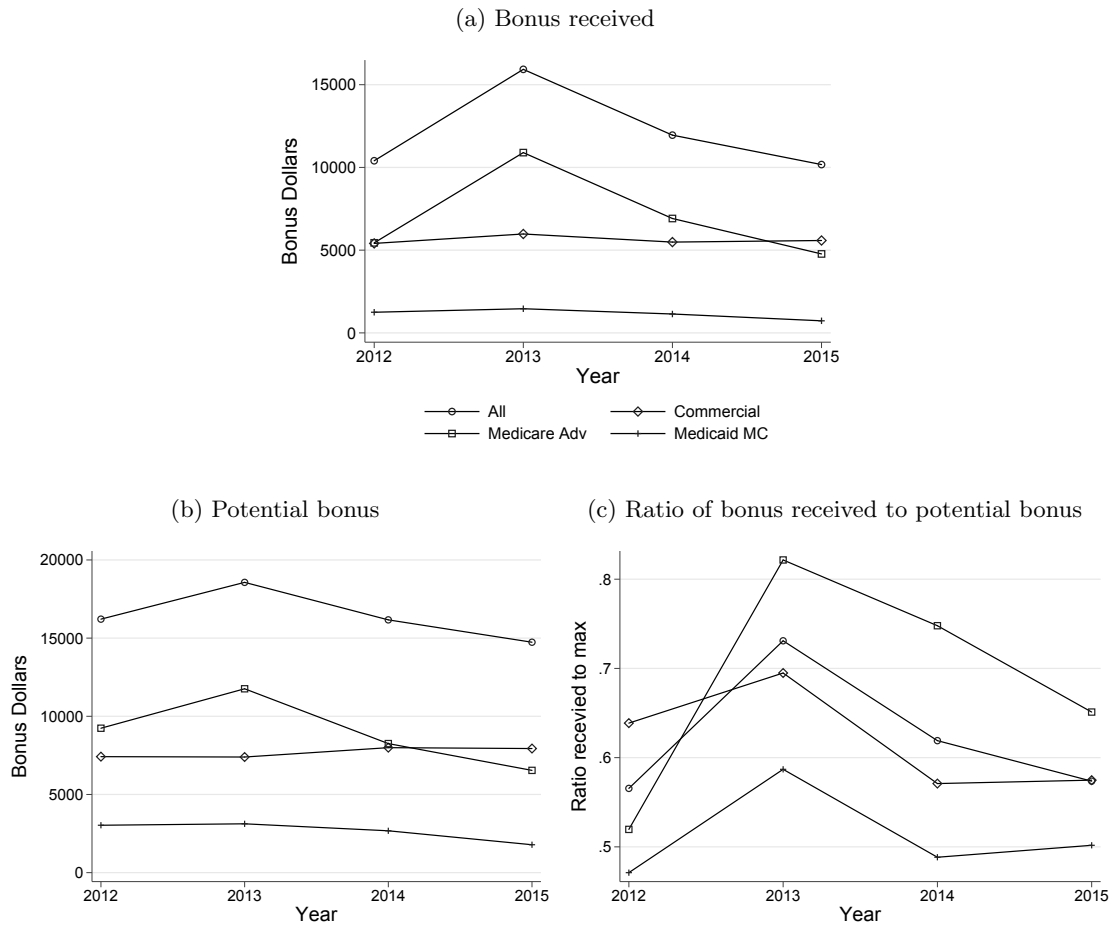 (a) Bonus received
15000
10000
5000
0
Bonus Dollars
2012 2013 2014 2015
Year
All Commercial
Medicare Adv Medicaid MC
(b) Potential bonus
20000
15000
10000
5000
0
Bonus Dollars
2012 2013 2014 2015
Year
(c) Ratio of bonus received to potential bonus
.8
.7
.6
.5
Ratio recevied to max
2012 2013 2014 2015
Year